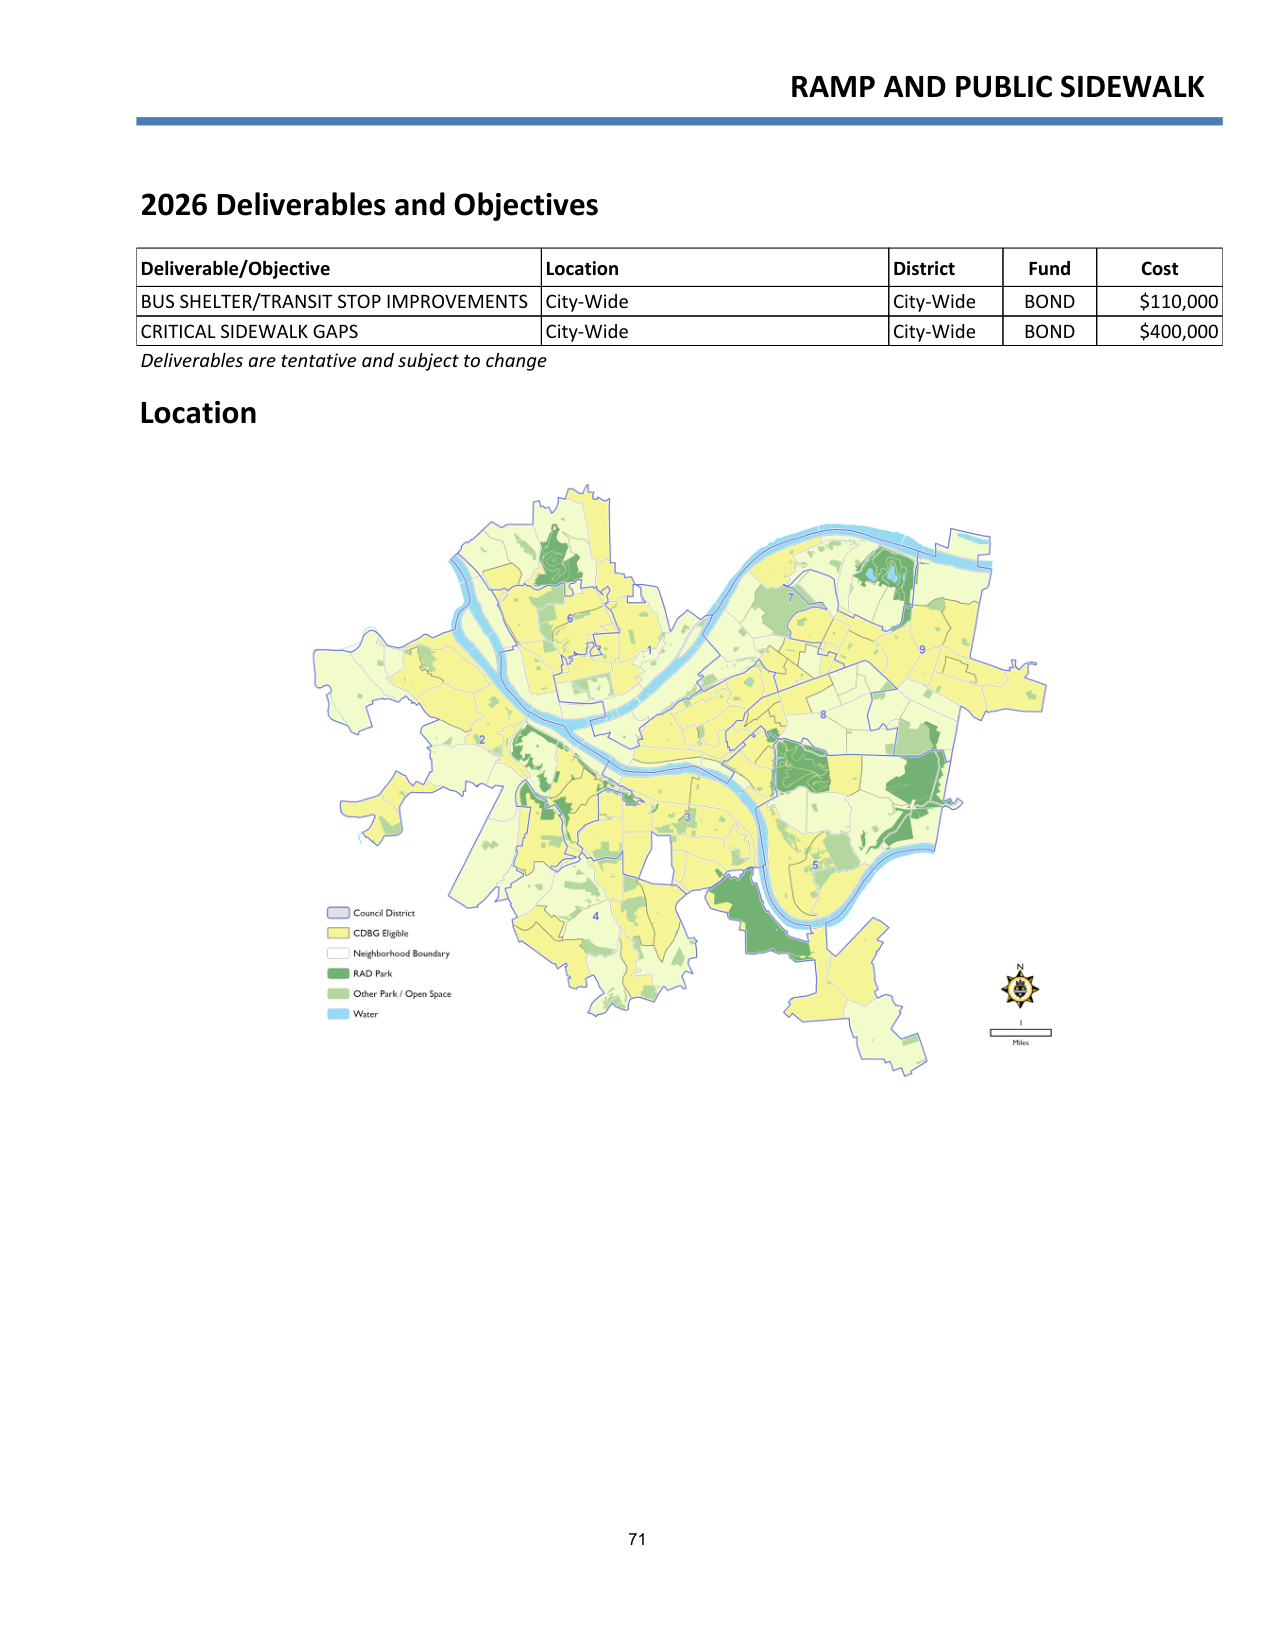 RAMP AND PUBLIC SIDEWALK
2026 Deliverables and Objectives
Deliverable/Objective Location District Fund Cost
BUS SHELTER/TRANSIT STOP IMPROVEMENTS City-Wide City-Wide BOND $110,000
CRITICAL SIDEWALK GAPS City-Wide City-Wide BOND $400,000
Deliverables are tentative and subject to change
Location
7
6
1
9
8
2
3
5
4
Council District
CDBG Eligible
Neighborhood Boundary
RAD Park
Other Park / Open Space
Water
N
1
Miles
71